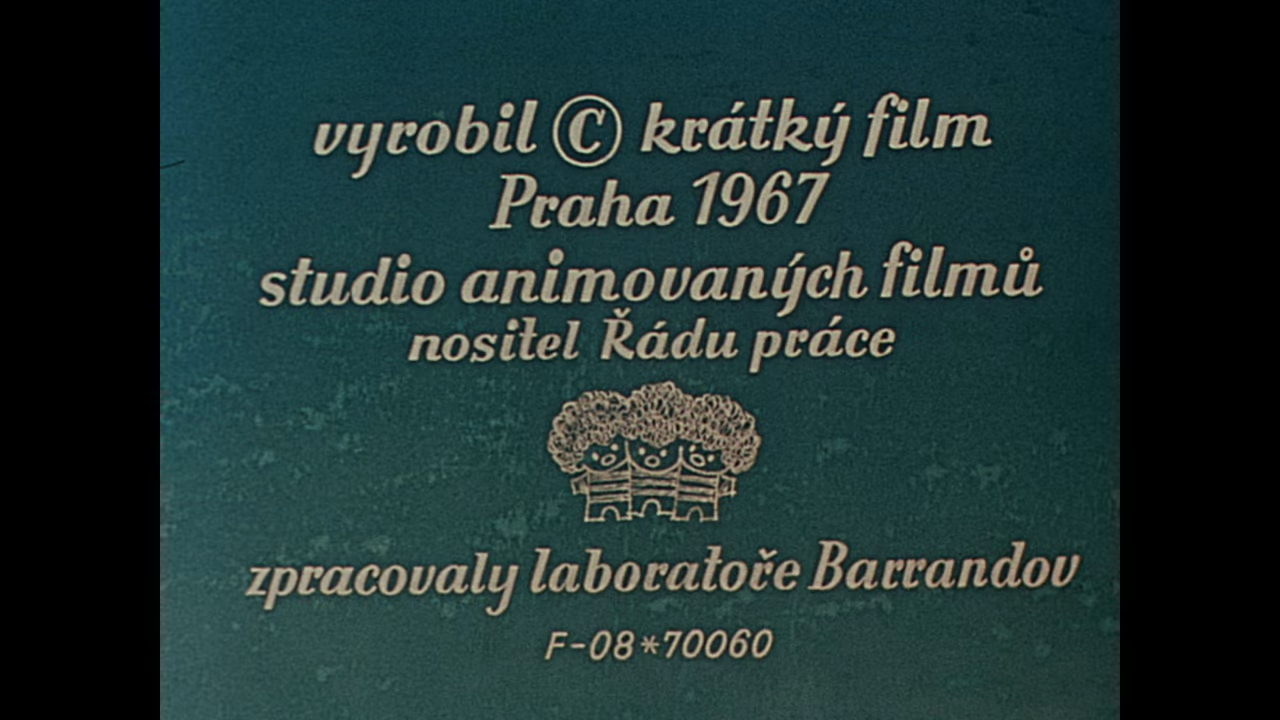 vyrobil © krátký film
Praha 1967
studio animovaných filmů
nositel Řádu práce
zpracovaly laboratoře Barrandov
F-08*70060